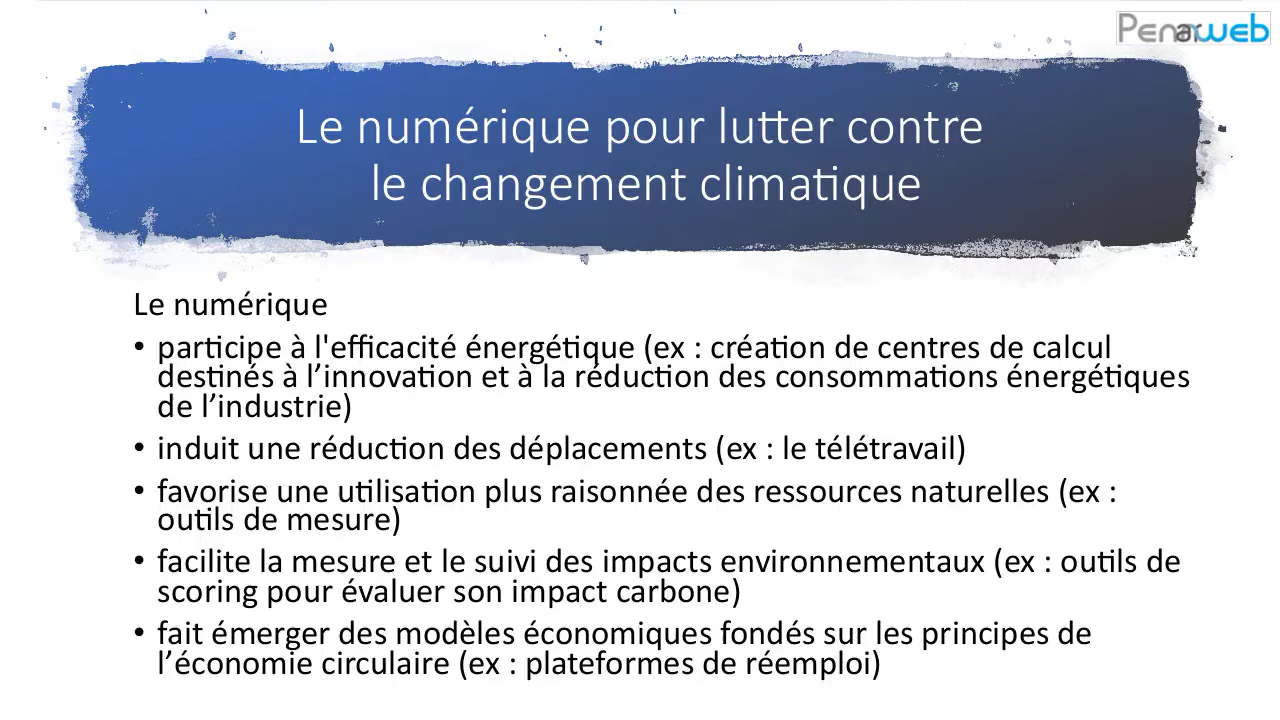 Penarweb
Le numérique pour lutter contre
le changement climatique
Le numérique
• participe à l'efficacité énergétique (ex : création de centres de calcul
destinés à l’innovation et à la réduction des consommations énergétiques
de l’industrie)
• induit une réduction des déplacements (ex : le télétravail)
• favorise une utilisation plus raisonnée des ressources naturelles (ex :
outils de mesure)
• facilite la mesure et le suivi des impacts environnementaux (ex : outils de
scoring pour évaluer son impact carbone)
• fait émerger des modèles économiques fondés sur les principes de
l’économie circulaire (ex : plateformes de réemploi)